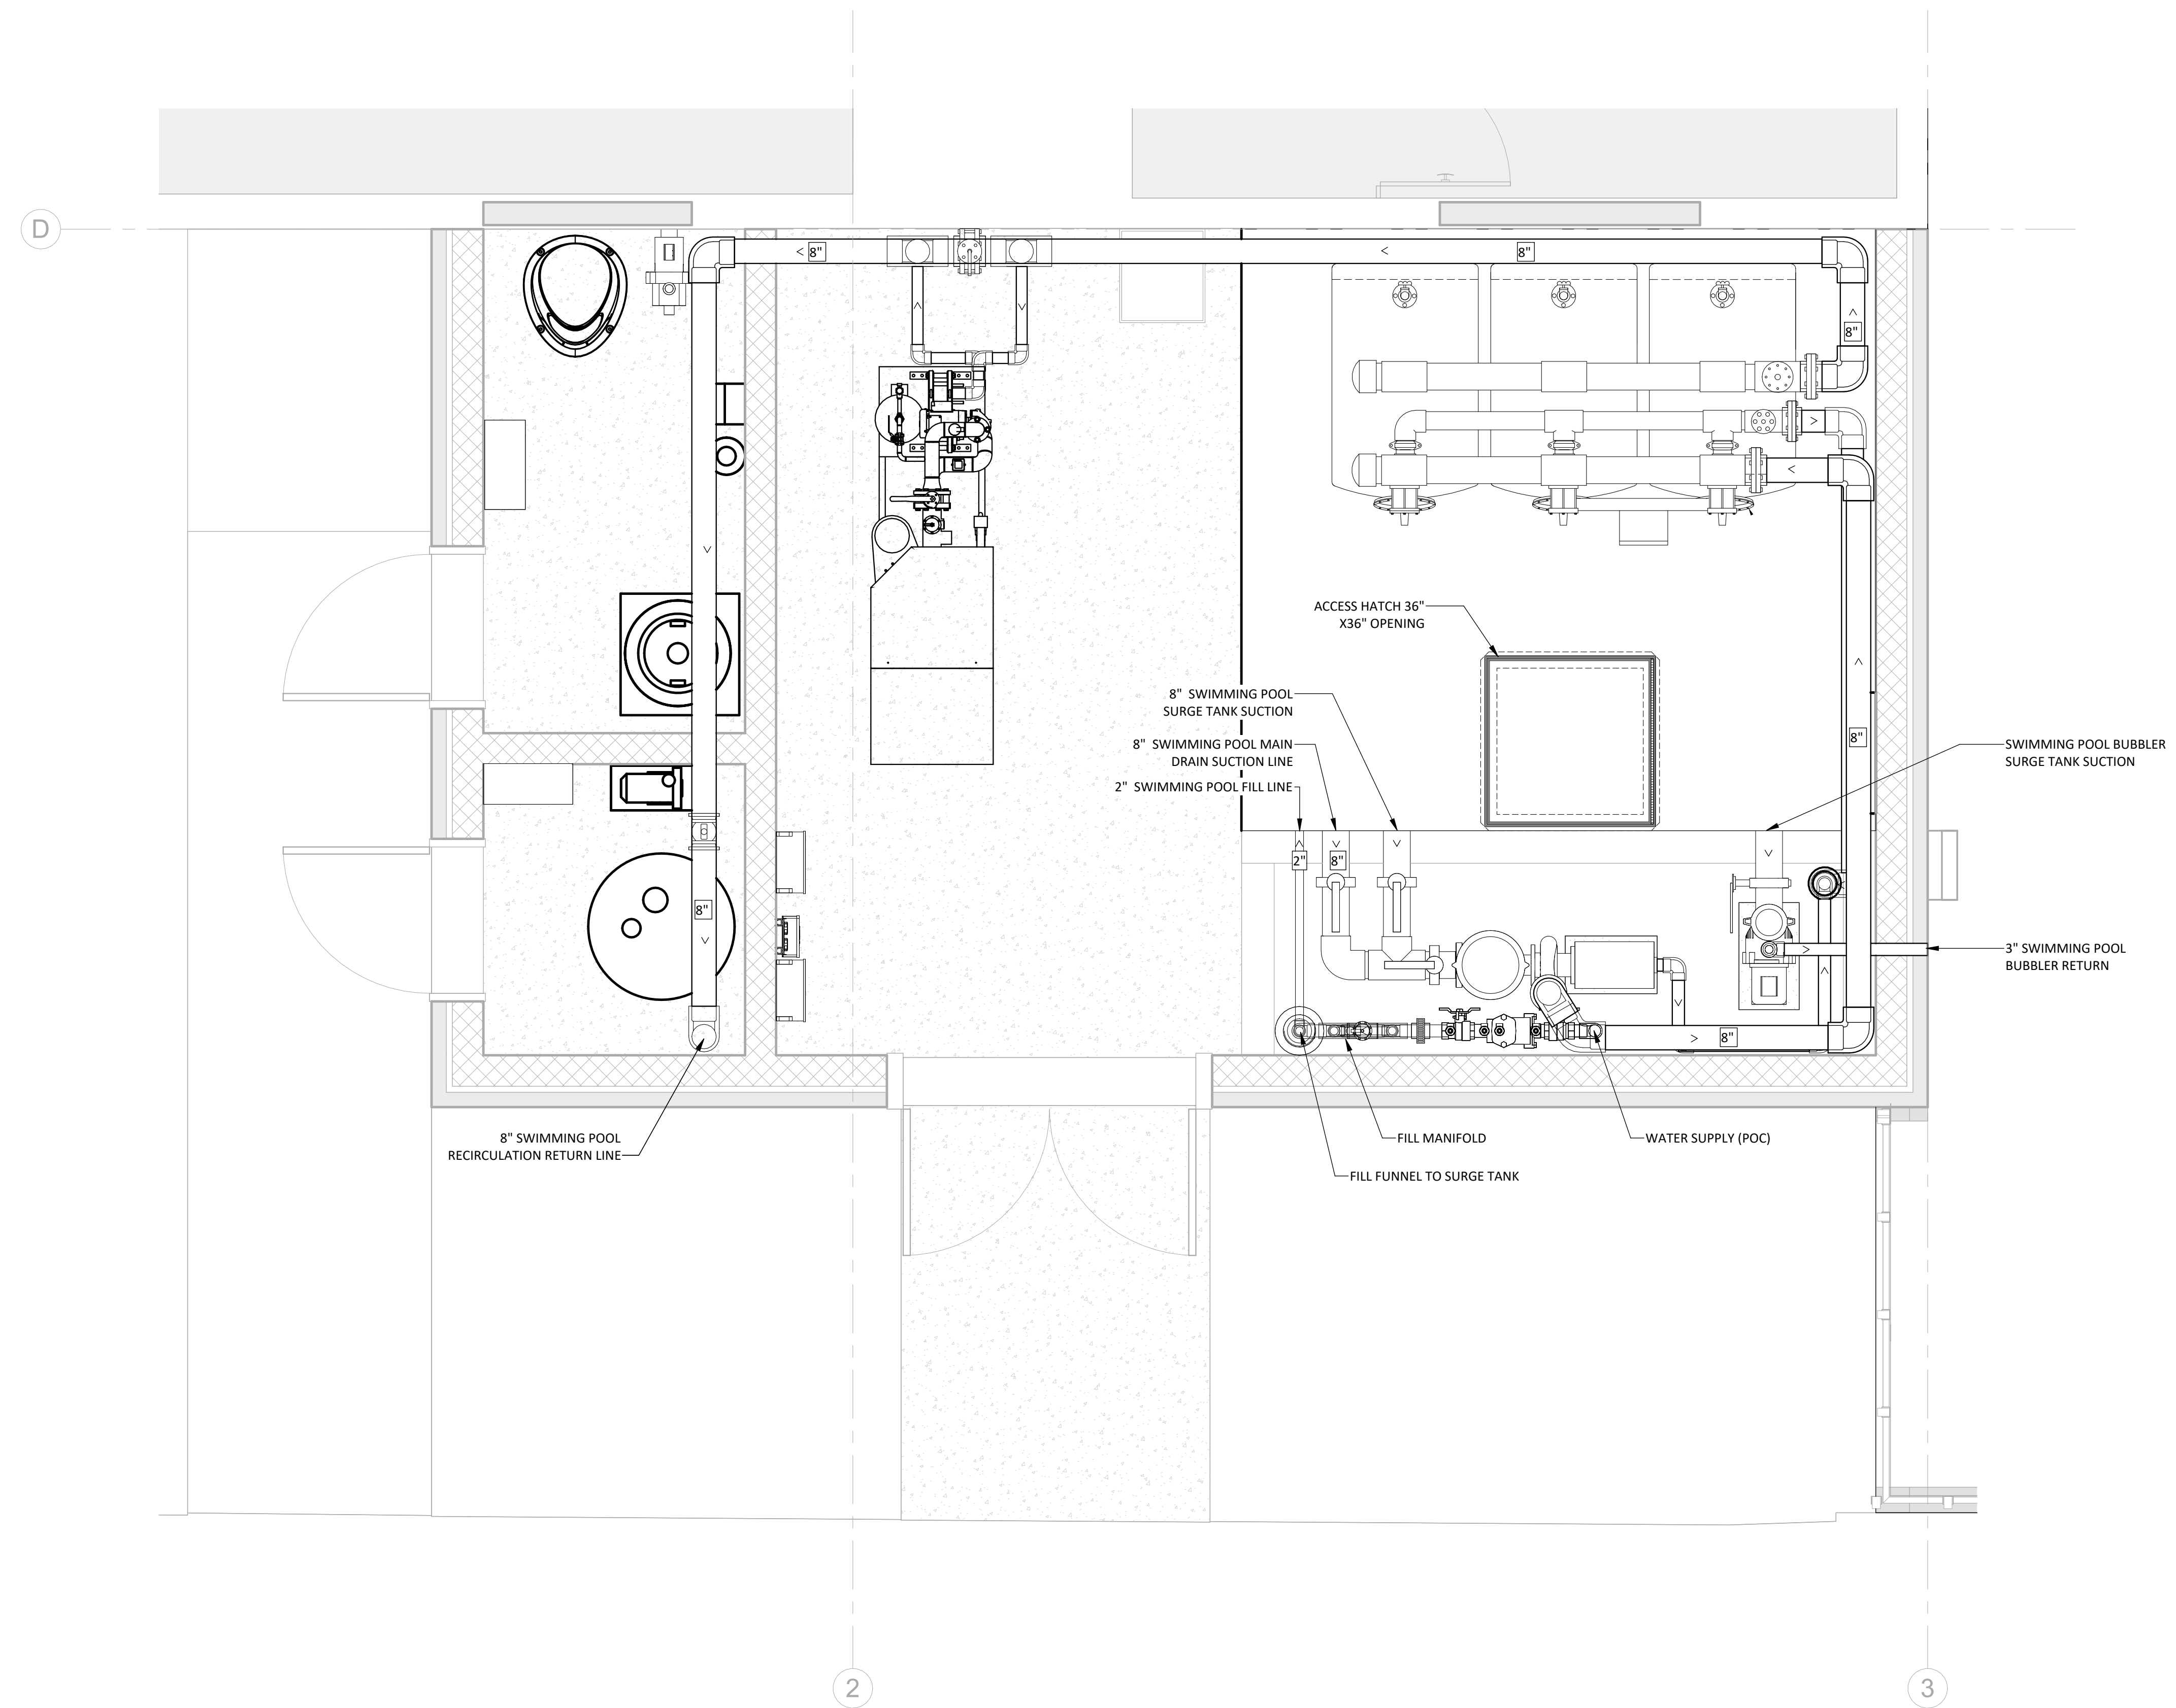 D
8"
8"
8"
ACCESS HATCH 36"
X36" OPENING
8" SWIMMING POOL
SURGE TANK SUCTION
8" SWIMMING POOL MAIN
DRAIN SUCTION LINE
2" SWIMMING POOL FILL LINE
8"
SWIMMING POOL BUBBLER
SURGE TANK SUCTION
2"
8"
8"
3" SWIMMING POOL
BUBBLER RETURN
8"
8" SWIMMING POOL
RECIRCULATION RETURN LINE
FILL MANIFOLD
WATER SUPPLY (POC)
FILL FUNNEL TO SURGE TANK
2
3